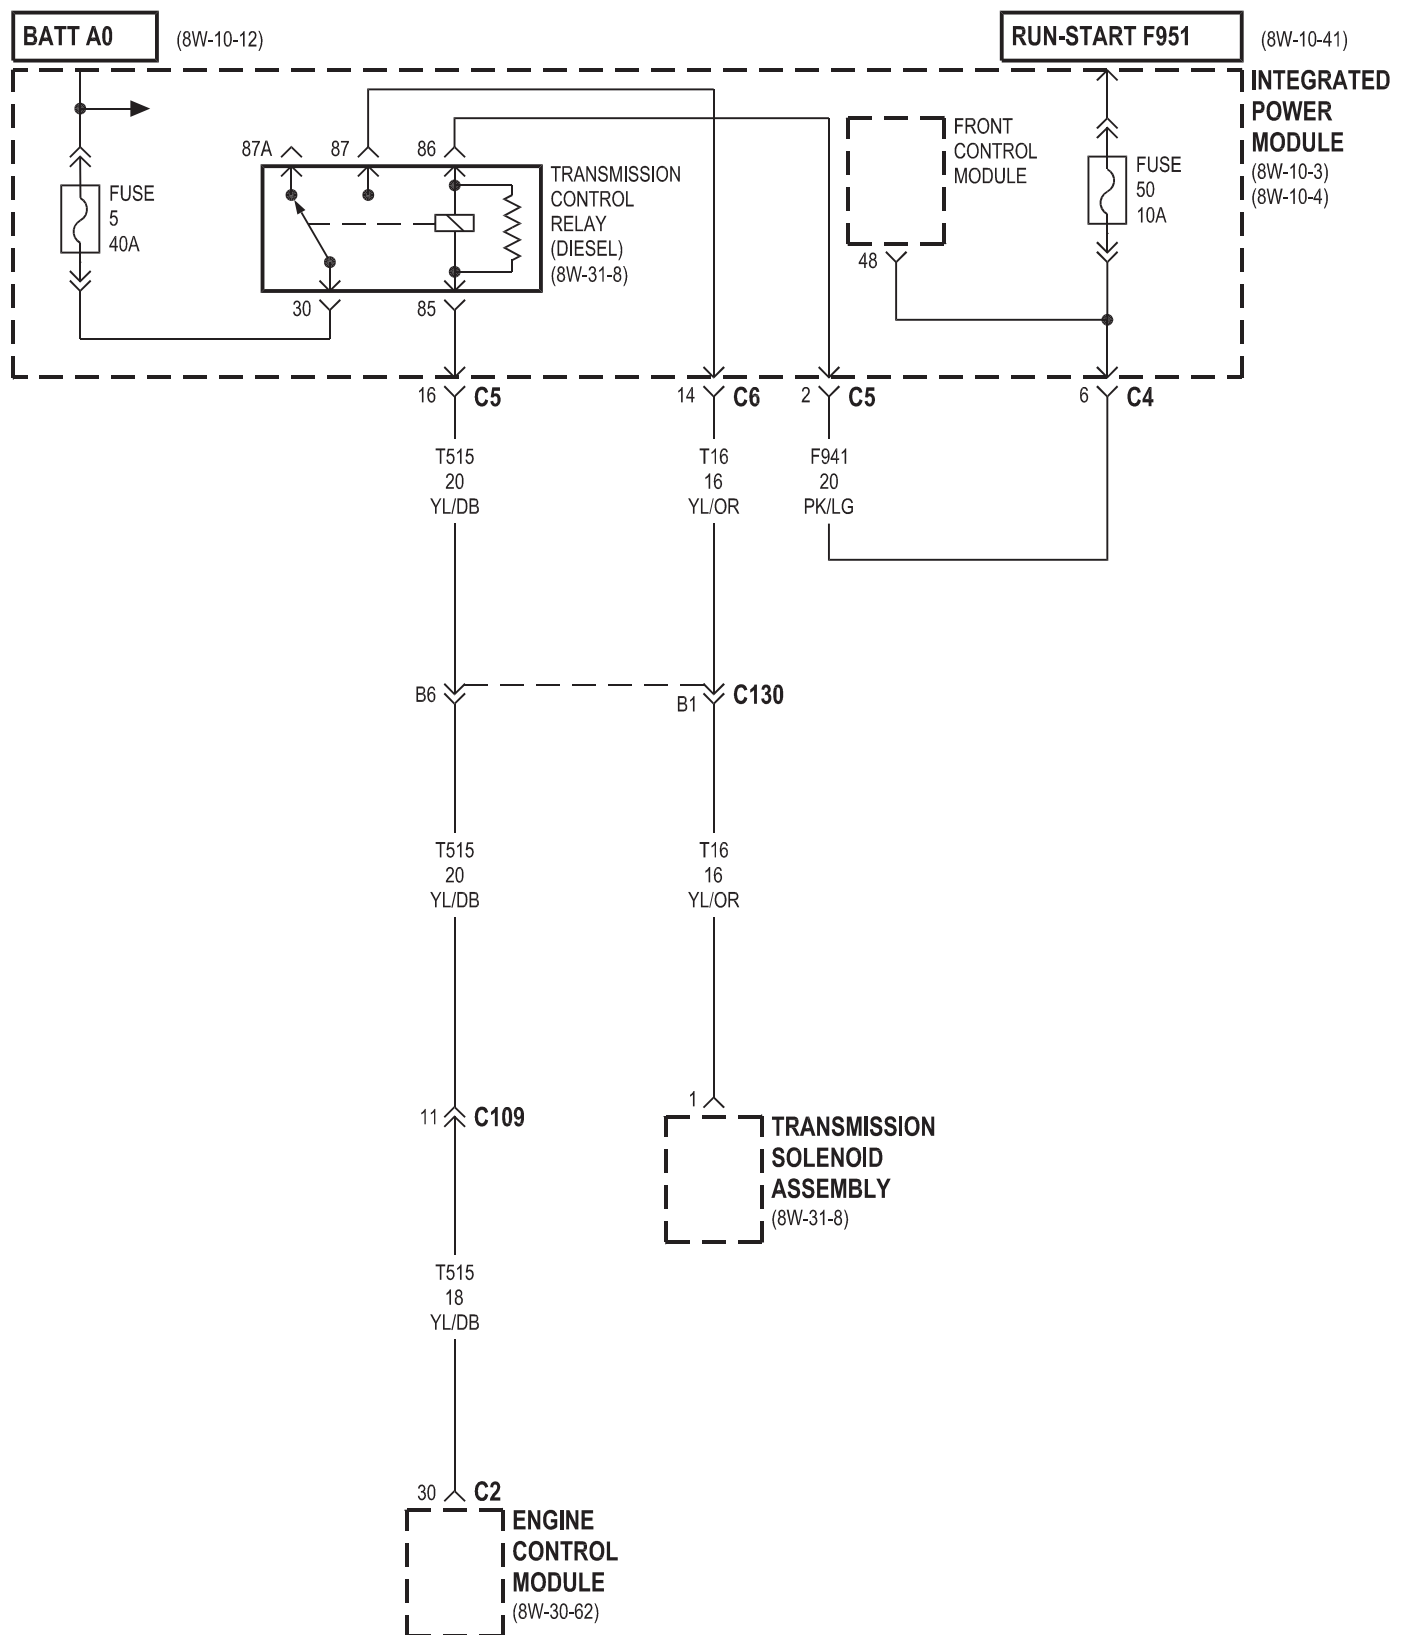 BATT A0
(8W-10-12)
RUN-START F951
(8W-10-41)
INTEGRATED
POWER
MODULE
(8W-10-3)
(8W-10-4)
FUSE
5
40A
87A
87
86
TRANSMISSION
CONTROL
RELAY
(DIESEL)
(8W-31-8)
30
85
FRONT
CONTROL
MODULE
48
FUSE
50
10A
16
C5
14
C6
2
C5
6
C4
T515
20
YL/DB
T16
16
YL/OR
F941
20
PK/LG
B6
B1
C130
T515
20
YL/DB
T16
16
YL/OR
11
C109
1
TRANSMISSION
SOLENOID
ASSEMBLY
(8W-31-8)
T515
18
YL/DB
30
C2
ENGINE
CONTROL
MODULE
(8W-30-62)